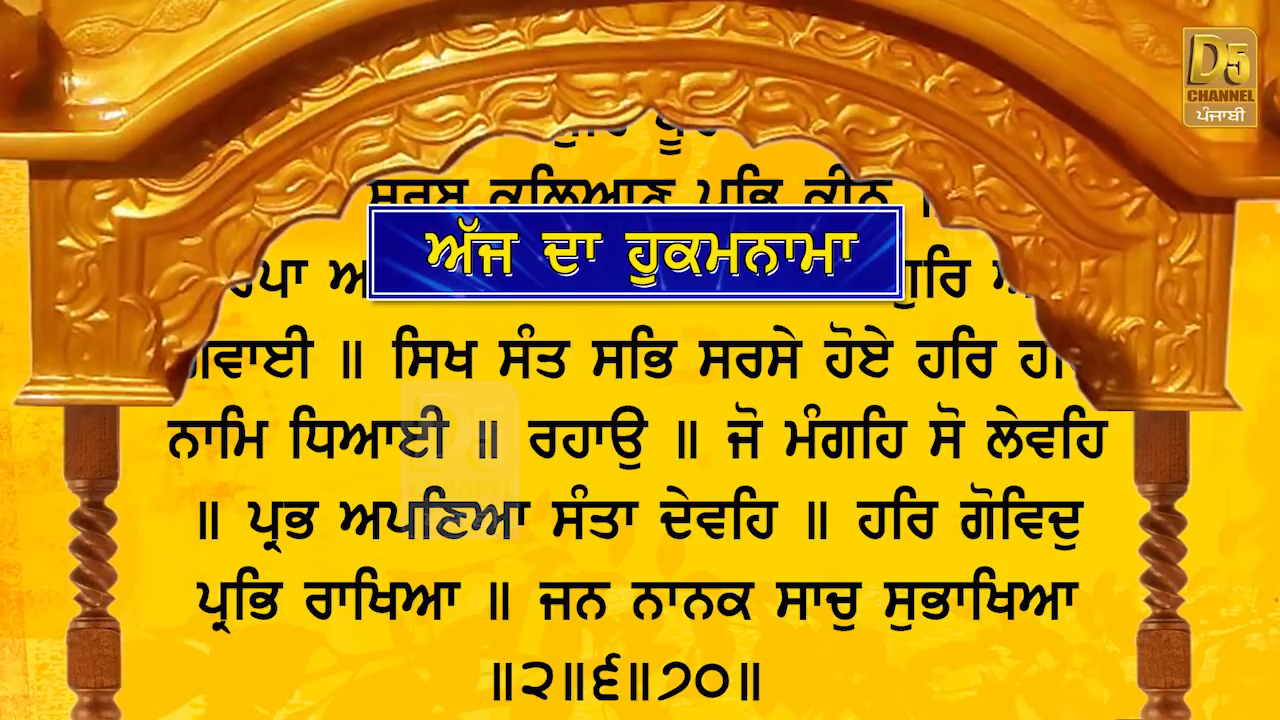 D5
CHANNEL
ਪੰਜਾਬੀ
ਸਰਬ ਕਲਿਆਣ ਪ੍ਰਭਿ ਕੀਨ
ਅੱਜ ਦਾ ਹੁਕਮਨਾਮਾ
॥ ਸਿਖ ਸੰਤ ਸਭਿ ਸਰਸੇ ਹੋਏ ਹਰਿ
ਨਾਮਿ ਧਿਆਈ ॥ ਰਹਾਉ ॥ ਜੋ ਮੰਗਹਿ ਸੋ ਲੇਵਹਿ
॥ ਪ੍ਰਭ ਅਪਣਿਆ ਸੰਤਾ ਦੇਵਹਿ ॥ ਹਰਿ ਗੋਵਿਦੁ
ਪ੍ਰਭਿ ਰਾਖਿਆ ॥ ਜਨ ਨਾਨਕ ਸਾਚੁ ਸੁਭਾਖਿਆ
॥੨॥੬॥੭੦॥